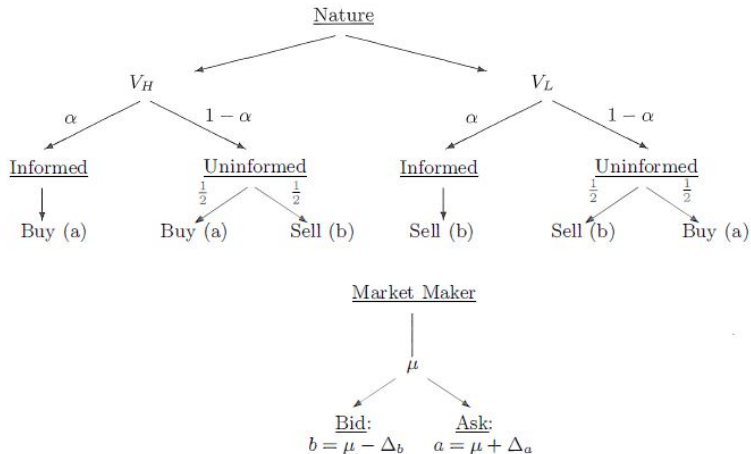 Nature
V_H V_L
α 1 − α α 1 − α
Informed Uninformed Informed Uninformed
1/2 1/2 1/2 1/2
Buy (a) Buy (a) Sell (b) Sell (b) Sell (b) Buy (a)
Market Maker
μ
Bid: Ask:
b = μ − Δ_b a = μ + Δ_a